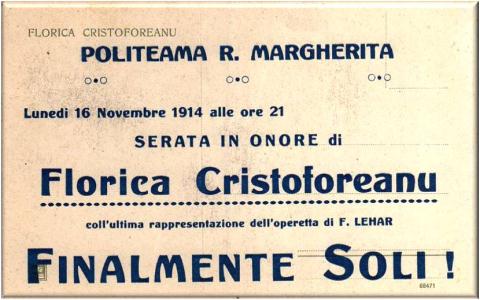 FLORICA CRISTOFOREANU
POLITEAMA R. MARGHERITA
Lunedi 16 Novembre 1914 alle ore 21
SERATA IN ONORE di
Florica Cristoforeanu
coll'ultima rappresentazione dell'operetta di F. LEHAR
FINALMENTE SOLI !
68471